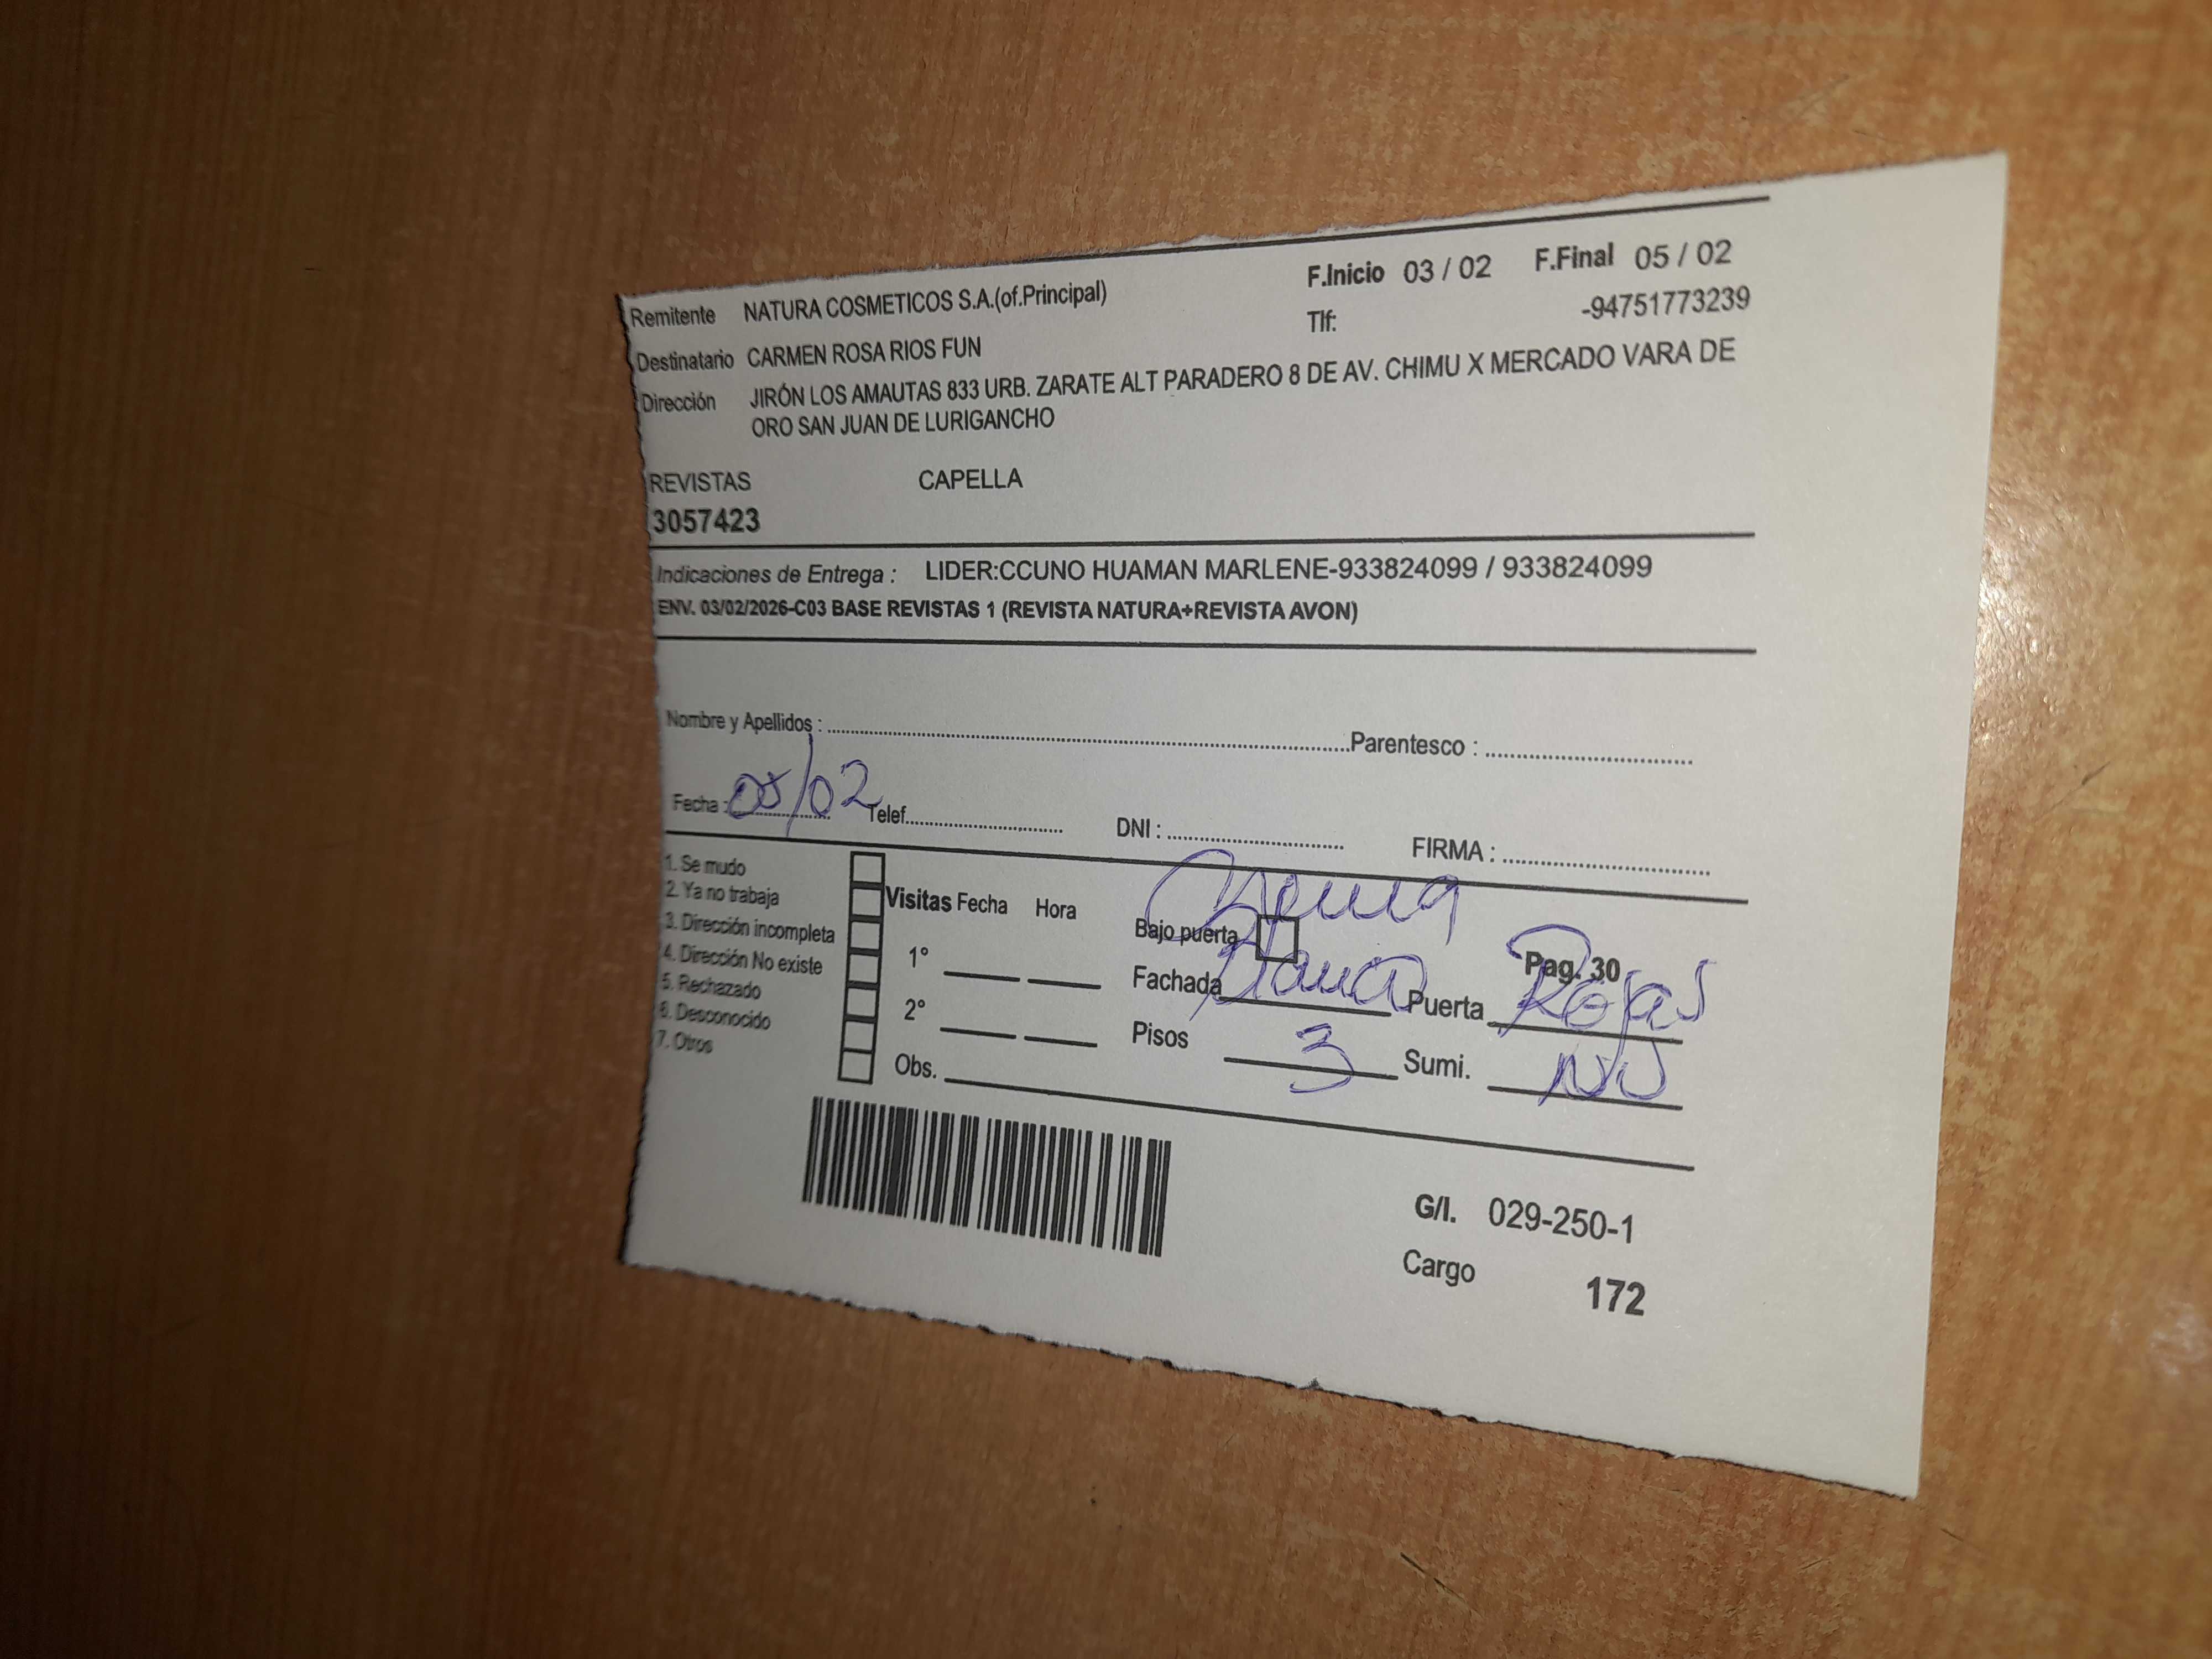 Remitente NATURA COSMETICOS S.A.(of.Principal) F.Inicio 03 / 02 F.Final 05 / 02
Tlf: -94751773239
Destinatario CARMEN ROSA RIOS FUN
Dirección JIRÓN LOS AMAUTAS 833 URB. ZARATE ALT PARADERO 8 DE AV. CHIMU X MERCADO VARA DE
ORO SAN JUAN DE LURIGANCHO
REVISTAS CAPELLA
3057423
Indicaciones de Entrega : LIDER:CCUNO HUAMAN MARLENE-933824099 / 933824099
ENV. 03/02/2026-C03 BASE REVISTAS 1 (REVISTA NATURA+REVISTA AVON)
Nombre y Apellidos : Parentesco :
Fecha : 05/02 Telef. DNI : FIRMA :
1. Se mudo
2. Ya no trabaja
3. Dirección incompleta
4. Dirección No existe
5. Rechazado
6. Desconocido
7. Otros
Visitas Fecha Hora
1°
2°
Obs.
Bajo puerta Pag. 30
Fachada Blanca Puerta Rojas
Pisos 3 Sumi. NO
G/I. 029-250-1
Cargo 172